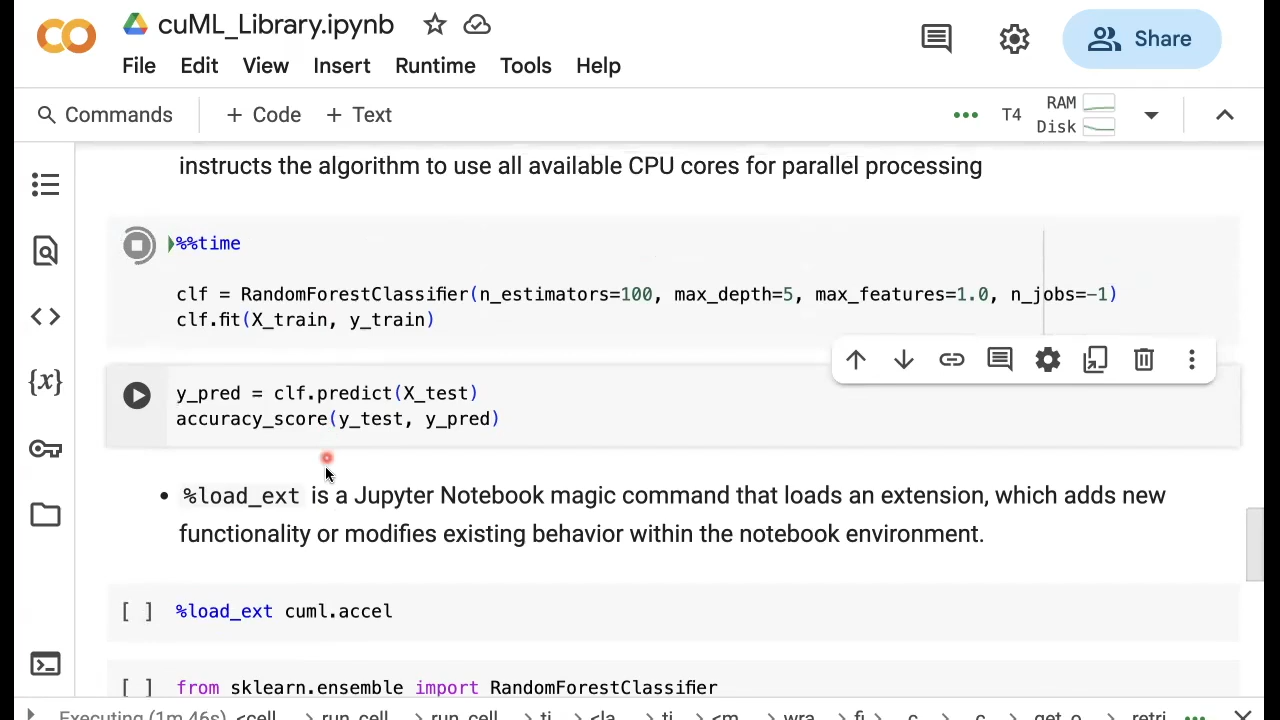 cuML_Library.ipynb
File Edit View Insert Runtime Tools Help
Share
Commands + Code + Text
T4 RAM
Disk
instructs the algorithm to use all available CPU cores for parallel processing
%%time
clf = RandomForestClassifier(n_estimators=100, max_depth=5, max_features=1.0, n_jobs=-1)
clf.fit(X_train, y_train)
y_pred = clf.predict(X_test)
accuracy_score(y_test, y_pred)
• %load_ext is a Jupyter Notebook magic command that loads an extension, which adds new
functionality or modifies existing behavior within the notebook environment.
[ ] %load_ext cuml.accel
[ ] from sklearn.ensemble import RandomForestClassifier
Executing (1m 46s) <cell > run_cell > run_cell